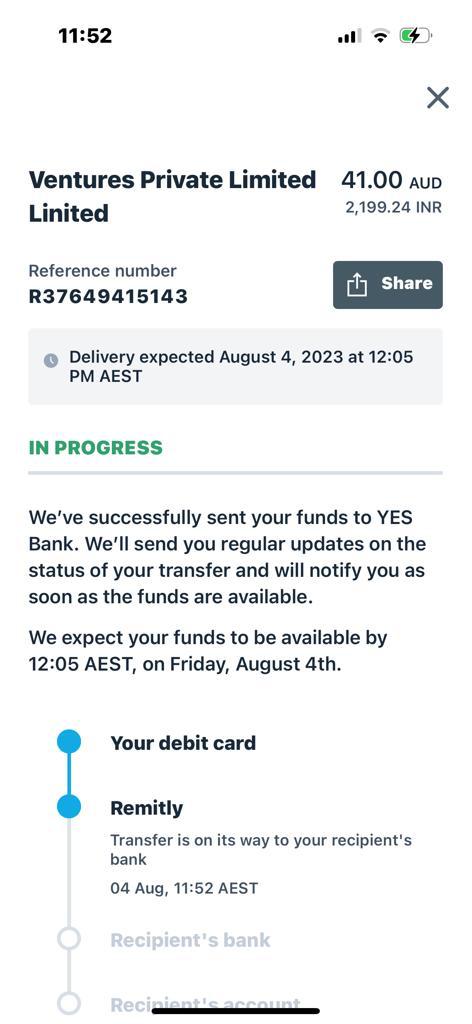 11:52
Ventures Private Limited 41.00 AUD
Linited 2,199.24 INR
Reference number
R37649415143
Share
Delivery expected August 4, 2023 at 12:05
PM AEST
IN PROGRESS
We’ve successfully sent your funds to YES
Bank. We’ll send you regular updates on the
status of your transfer and will notify you as
soon as the funds are available.
We expect your funds to be available by
12:05 AEST, on Friday, August 4th.
Your debit card
Remitly
Transfer is on its way to your recipient's
bank
04 Aug, 11:52 AEST
Recipient's bank
Recipient's account